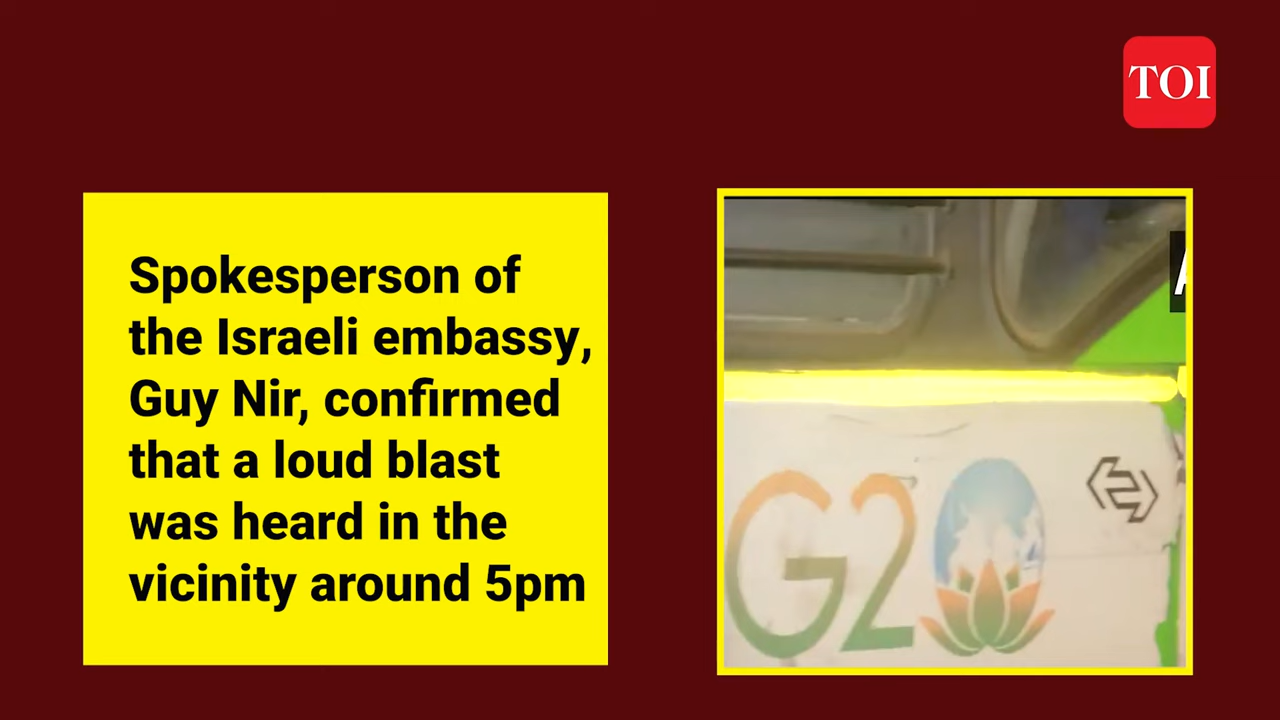 TOI
Spokesperson of
the Israeli embassy,
Guy Nir, confirmed
that a loud blast
was heard in the
vicinity around 5pm
G20